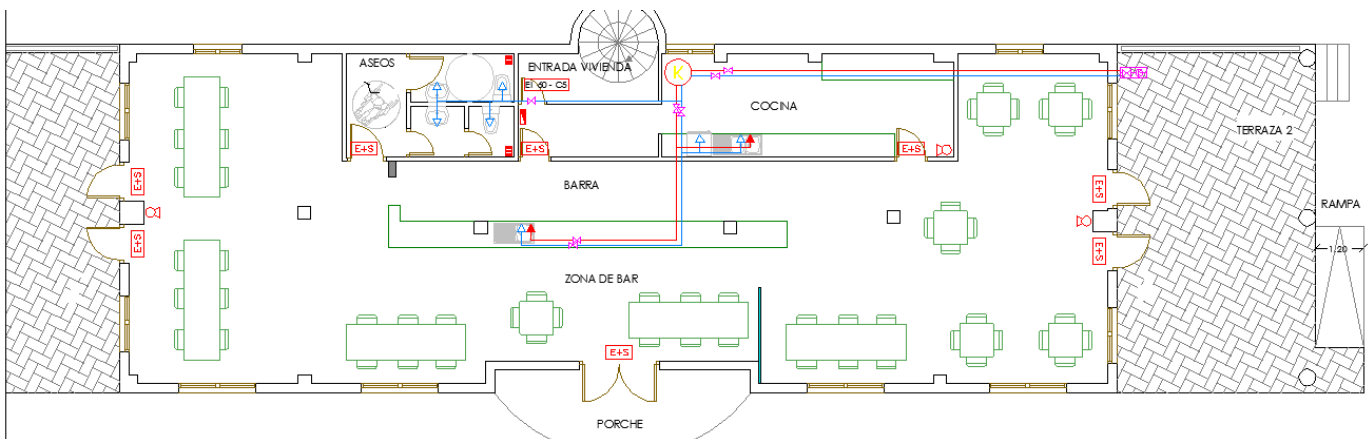 ASEOS
ENTRADA VIVIENDA
K
EI 60 - C5
COCINA
TERRAZA 2
E+S
E+S
E+S
BARRA
E+S
E+S
RAMPA
E+S
E+S
1,20
ZONA DE BAR
E+S
PORCHE